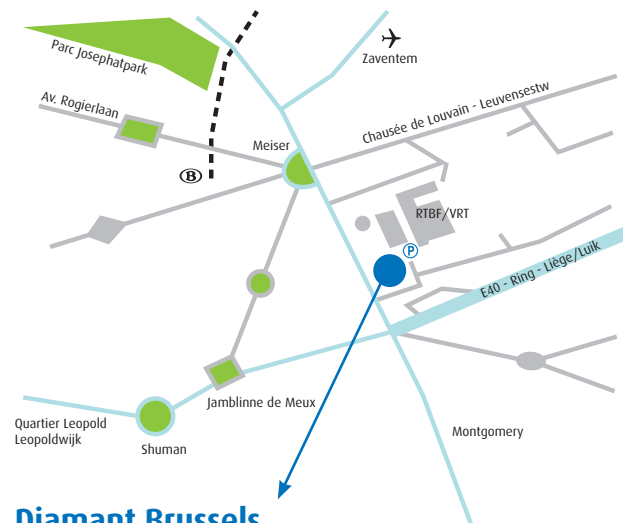 Parc Josephatpark
Zaventem
Av. Rogierlaan
Chausée de Louvain - Leuvensestw
Meiser
B
RTBF/VRT
P
E40 - Ring - Liège/Luik
Jamblinne de Meux
Quartier Leopold
Leopoldwijk
Shuman
Montgomery
Diamant Brussels